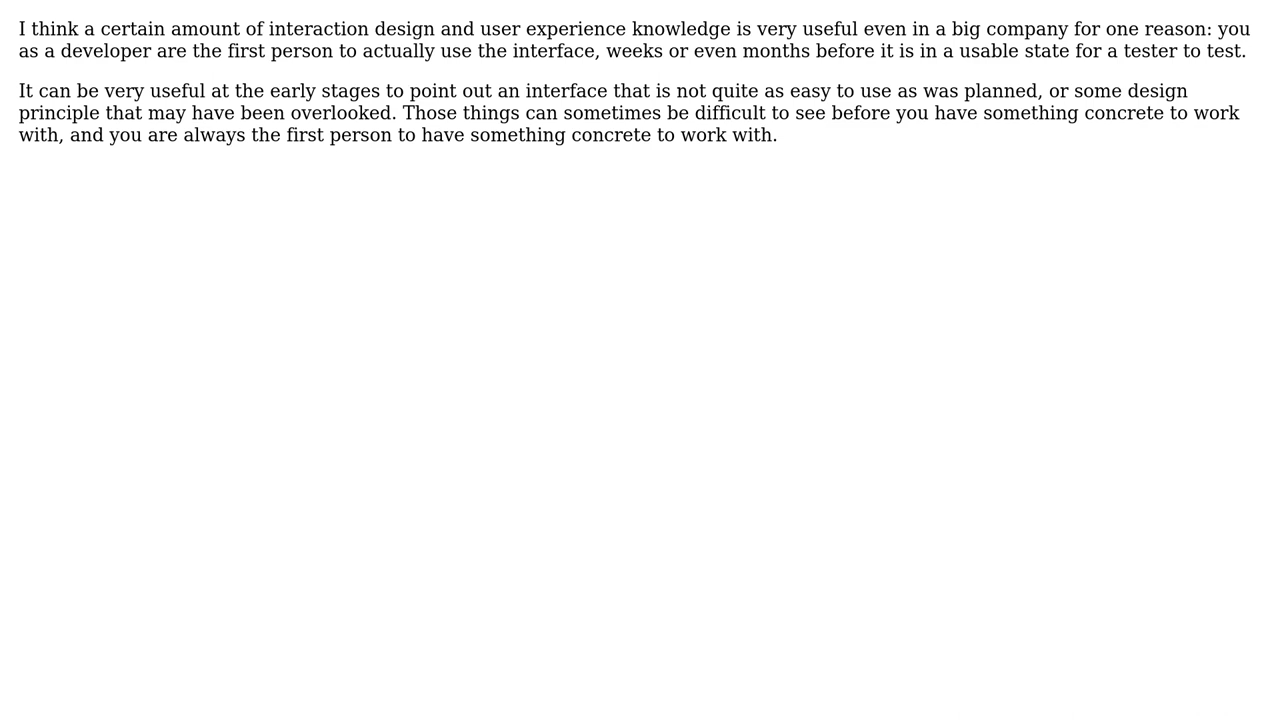 I think a certain amount of interaction design and user experience knowledge is very useful even in a big company for one reason: you
as a developer are the first person to actually use the interface, weeks or even months before it is in a usable state for a tester to test.
It can be very useful at the early stages to point out an interface that is not quite as easy to use as was planned, or some design
principle that may have been overlooked. Those things can sometimes be difficult to see before you have something concrete to work
with, and you are always the first person to have something concrete to work with.